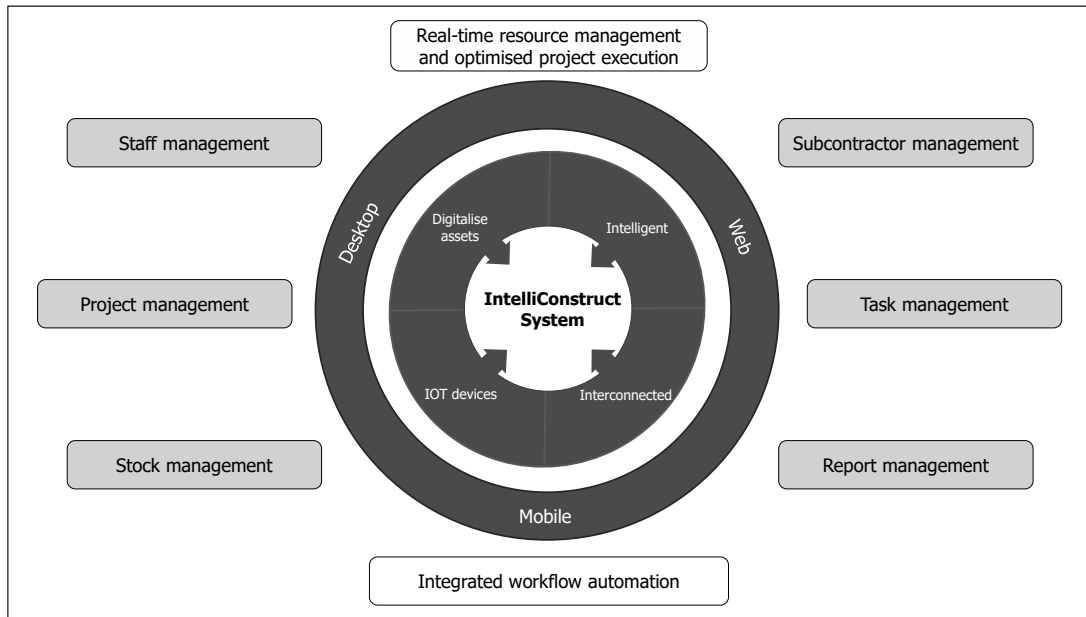 Real-time resource management
and optimised project execution
Staff management
Subcontractor management
Desktop
Web
Digitalise
assets
Intelligent
IntelliConstruct
System
Project management
Task management
IOT devices
Interconnected
Stock management
Report management
Mobile
Integrated workflow automation